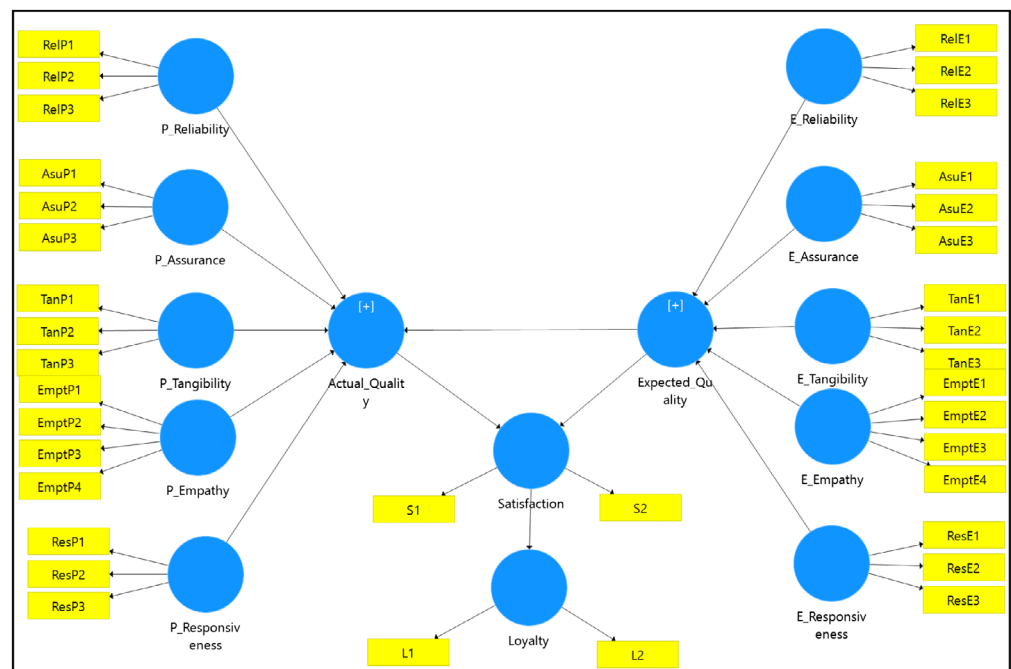 RelP1
RelP2
RelP3
P_Reliability
AsuP1
AsuP2
AsuP3
P_Assurance
TanP1
TanP2
TanP3
P_Tangibility
EmptP1
EmptP2
EmptP3
EmptP4
P_Empathy
ResP1
ResP2
ResP3
P_Responsiv
eness
[+]
Actual_Qualit
y
[+]
Expected_Qu
ality
Satisfaction
S1
S2
Loyalty
L1
L2
RelE1
RelE2
RelE3
E_Reliability
AsuE1
AsuE2
AsuE3
E_Assurance
TanE1
TanE2
TanE3
E_Tangibility
EmptE1
EmptE2
EmptE3
EmptE4
E_Empathy
ResE1
ResE2
ResE3
E_Responsiv
eness